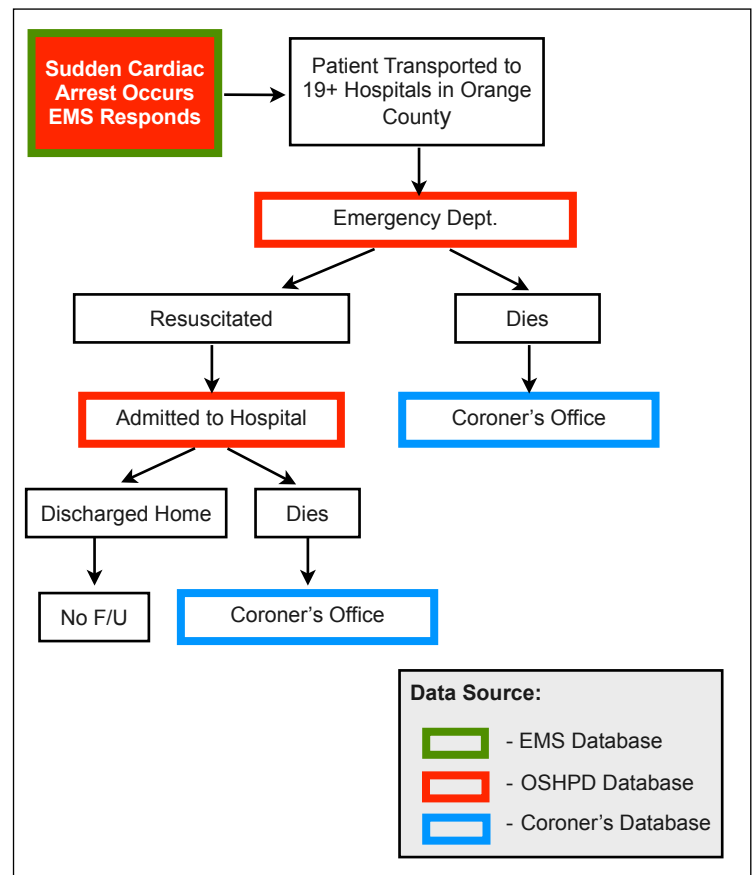 Sudden Cardiac
Arrest Occurs
EMS Responds
Patient Transported to
19+ Hospitals in Orange
County
Emergency Dept.
Resuscitated
Dies
Admitted to Hospital
Coroner's Office
Discharged Home
Dies
No F/U
Coroner's Office
Data Source:
- EMS Database
- OSHPD Database
- Coroner's Database